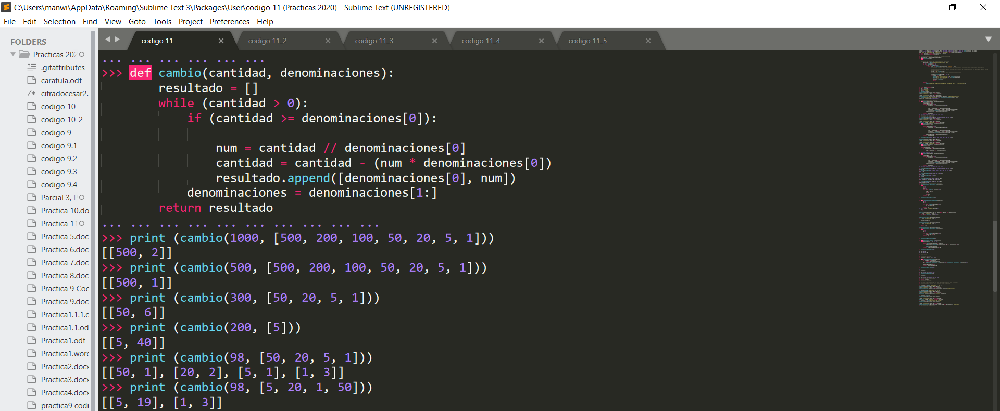 C:\Users\manwi\AppData\Roaming\Sublime Text 3\Packages\User\codigo 11 (Practicas 2020) - Sublime Text (UNREGISTERED)
File Edit Selection Find View Goto Tools Project Preferences Help
FOLDERS
Practicas 202
.gitattributes
caratula.odt
cifradocesar2.
codigo 10
codigo 10_2
codigo 9
codigo 9.1
codigo 9.2
codigo 9.3
codigo 9.4
Parcial 3, P
Practica 10.do
Practica 11
Practica 5.doc
Practica 6.doc
Practica 7.doc
Practica 8.doc
Practica 9 Coc
Practica 9.doc
Practica1.1.1.c
Practica1.1.od
Practica1.odt
Practica1.word
Practica2.docx
Practica3.docx
Practica4.docx
practica9 codi
codigo 11 codigo 11_2 codigo 11_3 codigo 11_4 codigo 11_5
... ... ... ... ... ...
>>> def cambio(cantidad, denominaciones):
resultado = []
while (cantidad > 0):
if (cantidad >= denominaciones[0]):
num = cantidad // denominaciones[0]
cantidad = cantidad - (num * denominaciones[0])
resultado.append([denominaciones[0], num])
denominaciones = denominaciones[1:]
return resultado
... ... ... ... ... ... ... ... ... ...
>>> print (cambio(1000, [500, 200, 100, 50, 20, 5, 1]))
[[500, 2]]
>>> print (cambio(500, [500, 200, 100, 50, 20, 5, 1]))
[[500, 1]]
>>> print (cambio(300, [50, 20, 5, 1]))
[[50, 6]]
>>> print (cambio(200, [5]))
[[5, 40]]
>>> print (cambio(98, [50, 20, 5, 1]))
[[50, 1], [20, 2], [5, 1], [1, 3]]
>>> print (cambio(98, [5, 20, 1, 50]))
[[5, 19], [1, 3]]